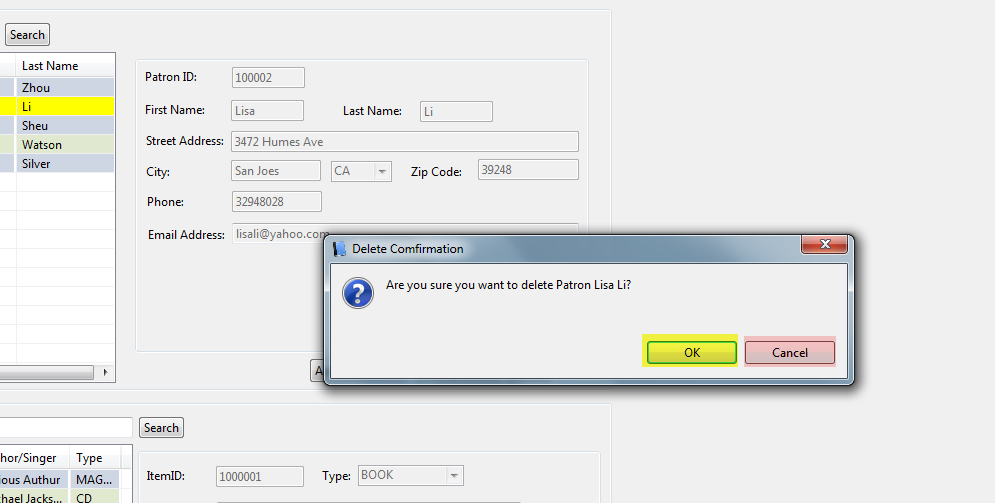 Search
Last Name
Zhou
Li
Sheu
Watson
Silver
Patron ID: 100002
First Name: Lisa Last Name: Li
Street Address: 3472 Humes Ave
City: San Joes CA Zip Code: 39248
Phone: 32948028
Email Address: lisali@yahoo.com
Delete Comfirmation
Are you sure you want to delete Patron Lisa Li?
OK Cancel
Search
hor/Singer Type
ious Authur MAG...
hael Jacks... CD
ItemID: 1000001 Type: BOOK